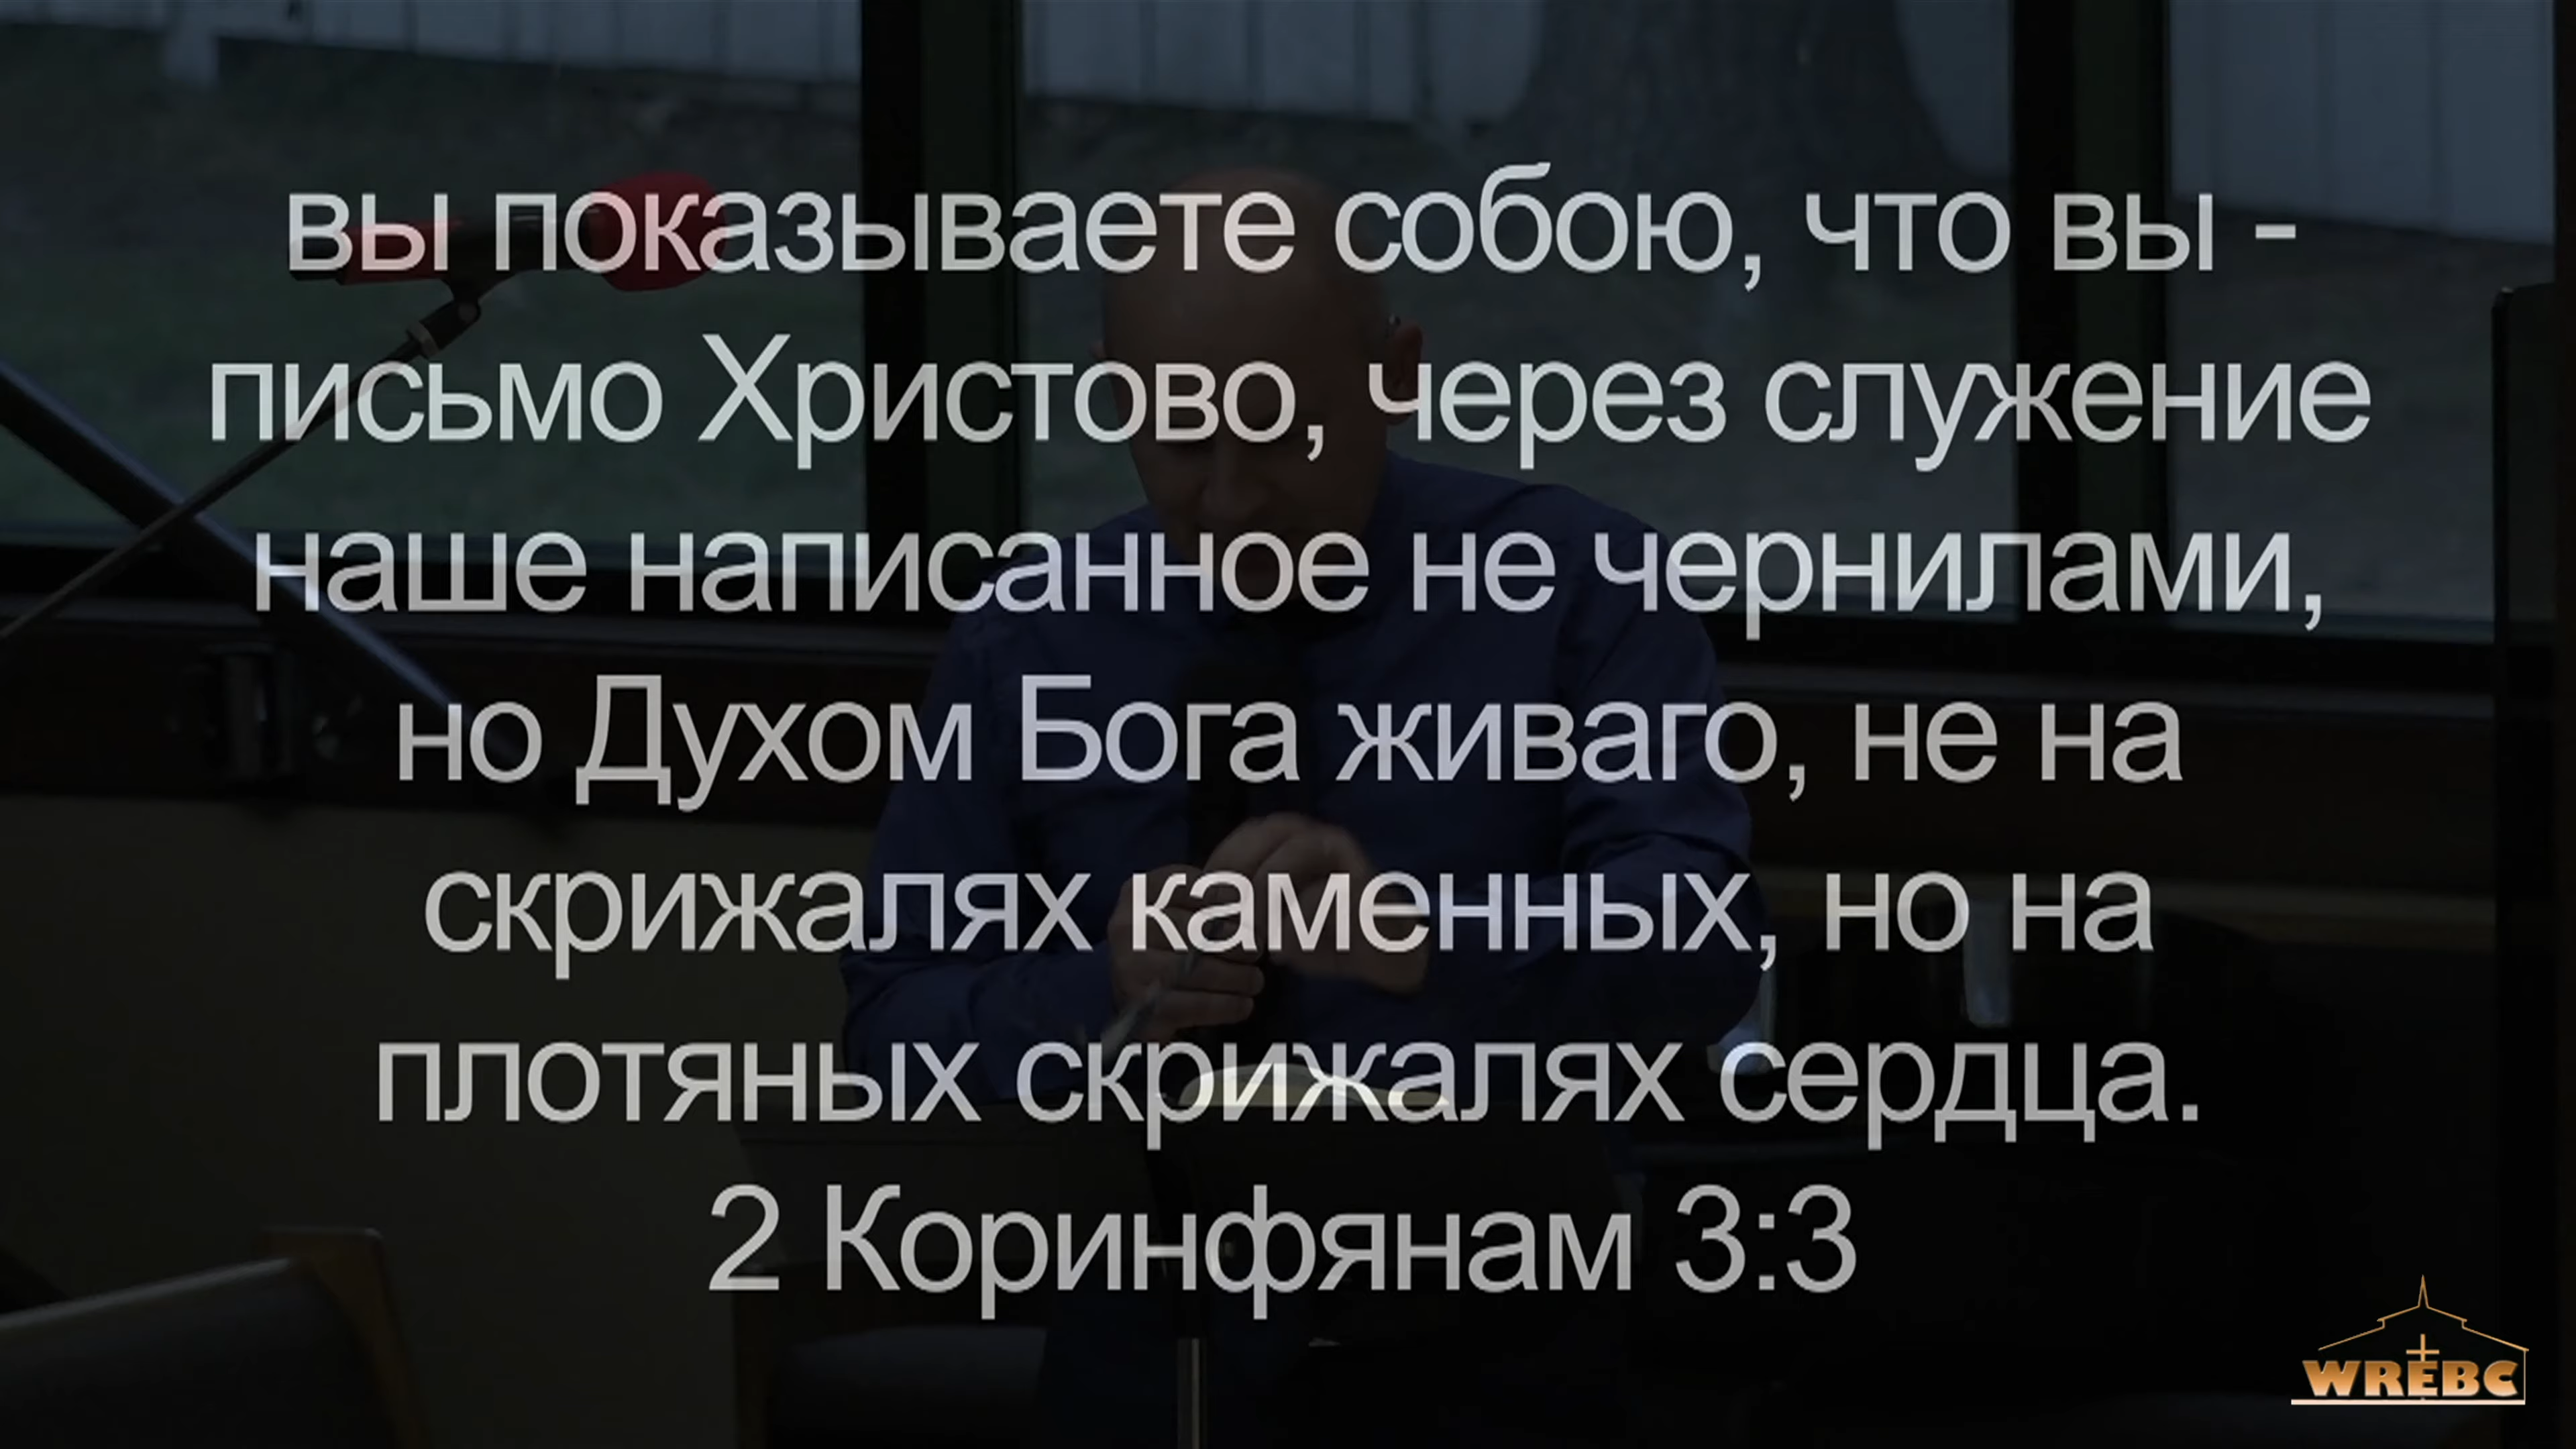 вы показываете собою, что вы -
письмо Христово, через служение
наше написанное не чернилами,
но Духом Бога живаго, не на
скрижалях каменных, но на
плотяных скрижалях сердца.
2 Коринфянам 3:3
WREBC